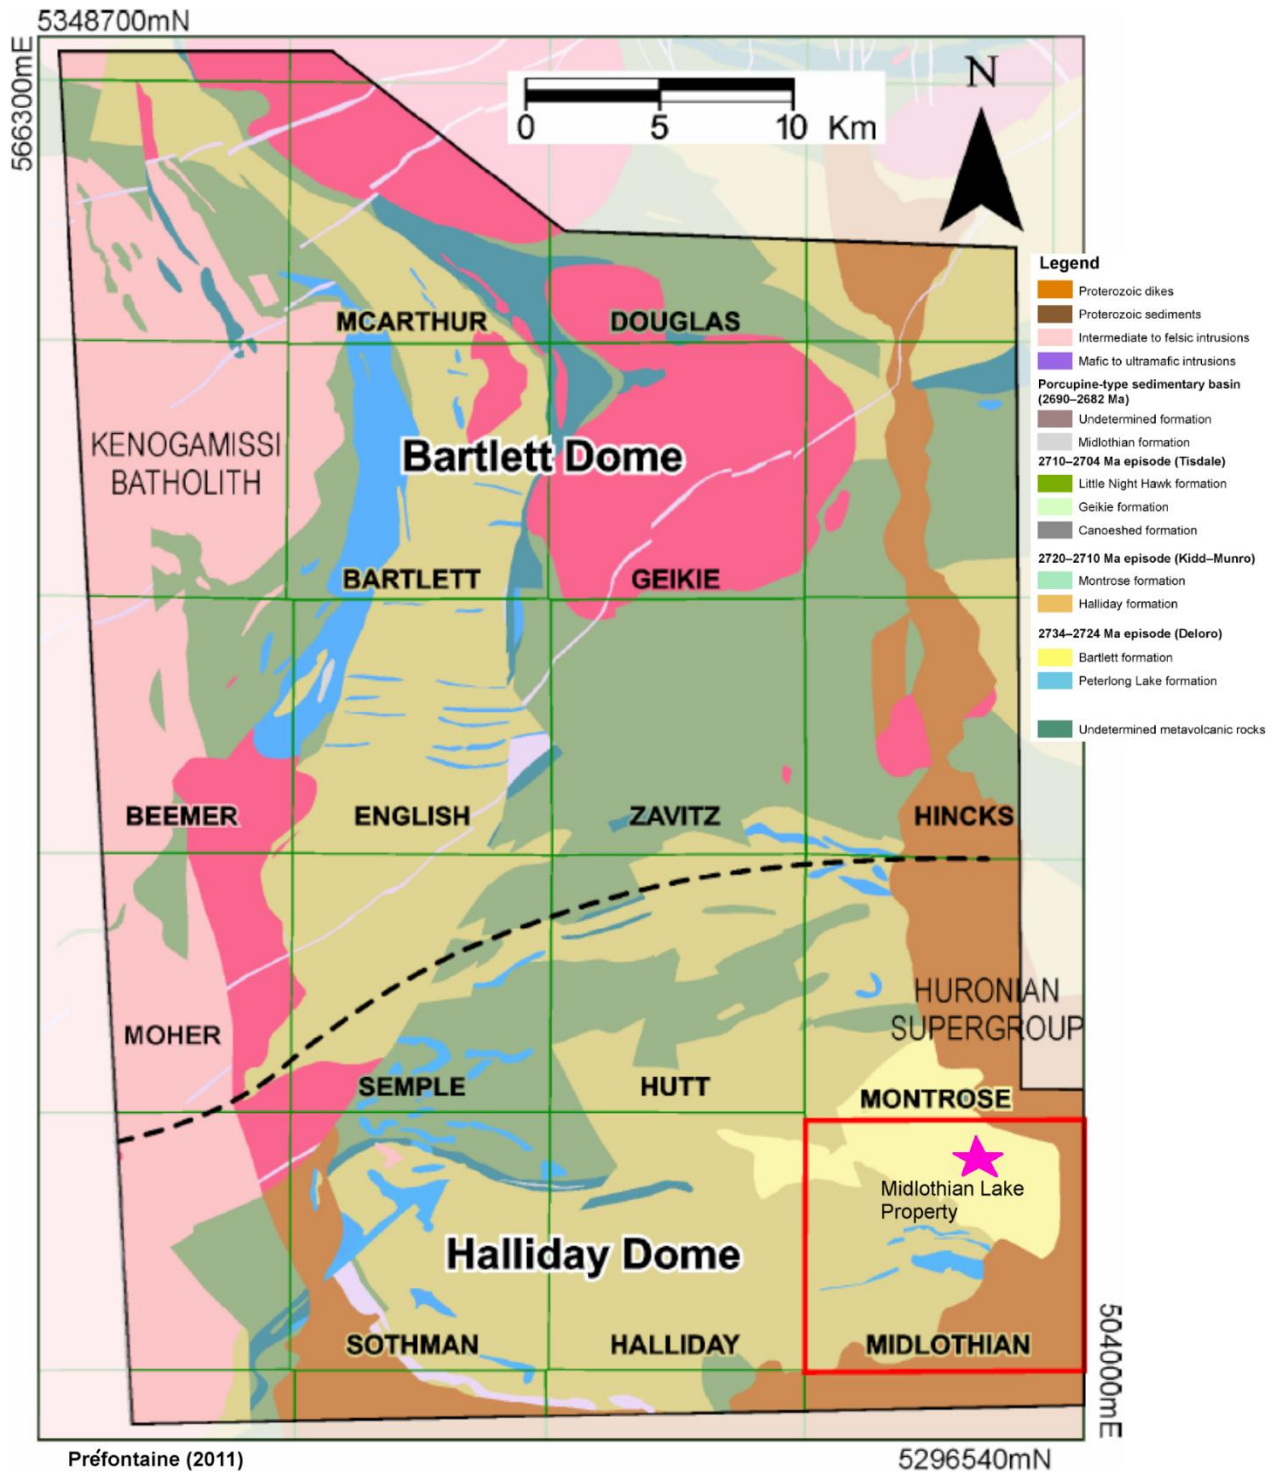 5348700mN
566300mE
N
0 5 10 Km
Legend
Proterozoic dikes
Proterozoic sediments
Intermediate to felsic intrusions
Mafic to ultramafic intrusions
Porcupine-type sedimentary basin
(2690–2682 Ma)
Undetermined formation
Midlothian formation
2710–2704 Ma episode (Tisdale)
Little Night Hawk formation
Geikie formation
Canoeshed formation
2720–2710 Ma episode (Kidd–Munro)
Montrose formation
Halliday formation
2734–2724 Ma episode (Deloro)
Bartlett formation
Peterlong Lake formation
Undetermined metavolcanic rocks
MCARTHUR
DOUGLAS
KENOGAMISSI
BATHOLITH
Bartlett Dome
BARTLETT
GEIKIE
BEEMER
ENGLISH
ZAVITZ
HINCKS
HURONIAN
SUPERGROUP
MOHER
SEMPLE
HUTT
MONTROSE
Midlothian Lake
Property
Halliday Dome
SOTHMAN
HALLIDAY
MIDLOTHIAN
504000mE
Préfontaine (2011)
5296540mN